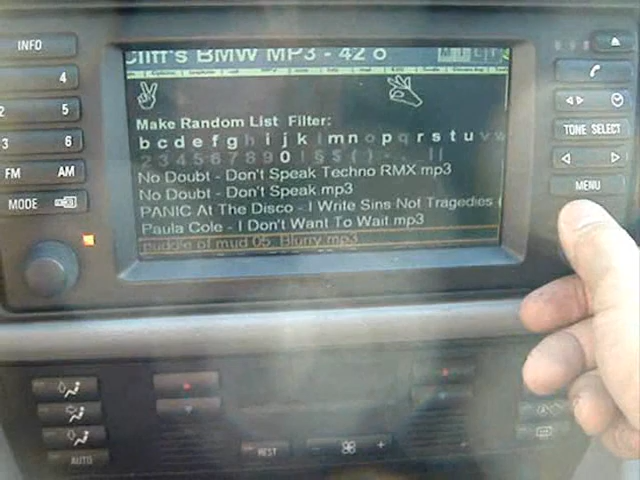 INFO
4
2 5
3 6
FM AM
MODE
Cliff's BMW MP3 - 42 o
Make Random List Filter:
b c d e f g h i j k l m n o p q r s t u v
2 3 4 5 6 7 8 9 0 ! § $ ( ) - .
No Doubt - Don't Speak Techno RMX mp3
No Doubt - Don't Speak mp3
PANIC At The Disco - I Write Sins Not Tragedies (
Paula Cole - I Don't Want To Wait mp3
puddle of mud 05 Blurry mp3
TONE SELECT
MENU
AUTO
REST
- +